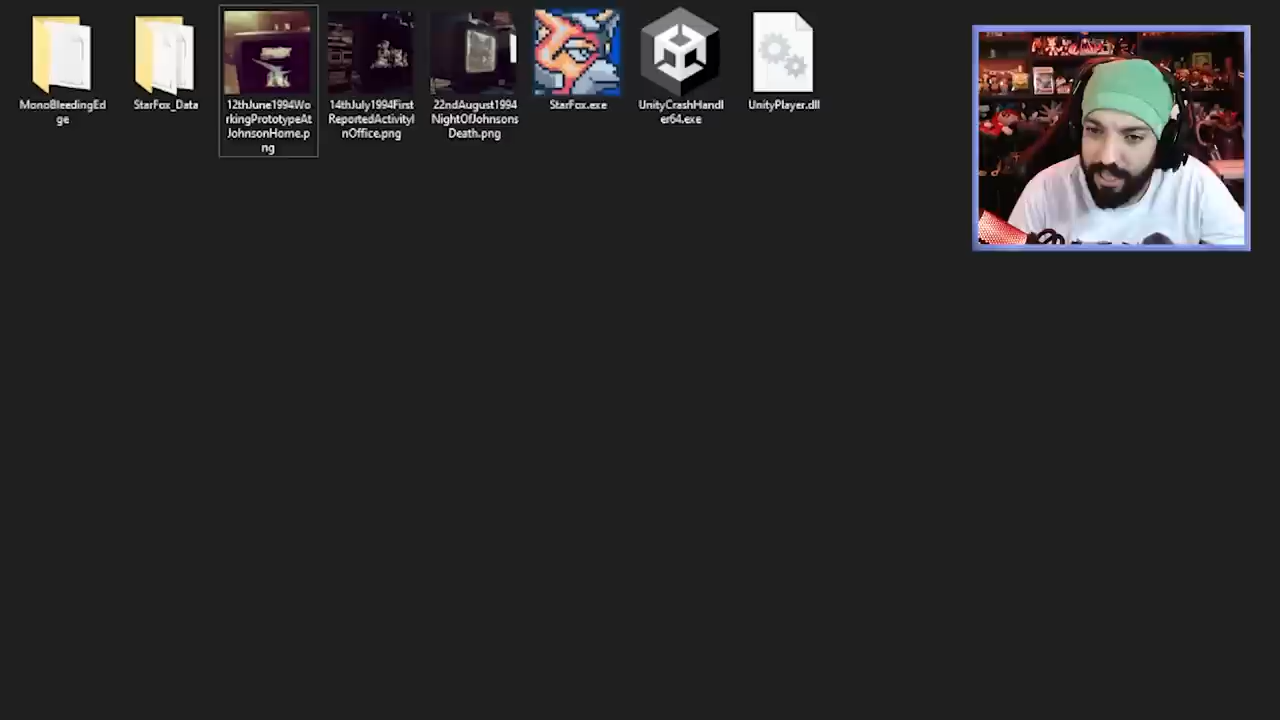 MonoBleedingEd
ge
StarFox_Data
12thJune1994Wo
rkingPrototypeAt
JohnsonHome.p
ng
14thJuly1994First
ReportedActivityI
nOffice.png
22ndAugust1994
NightOfJohnsons
Death.png
StarFox.exe
UnityCrashHandl
er64.exe
UnityPlayer.dll